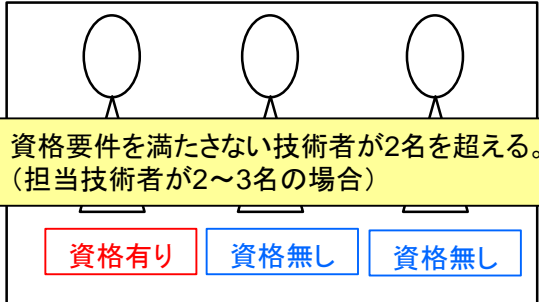 資格要件を満たさない技術者が2名を超える。
（担当技術者が2～3名の場合）
資格有り
資格無し
資格無し